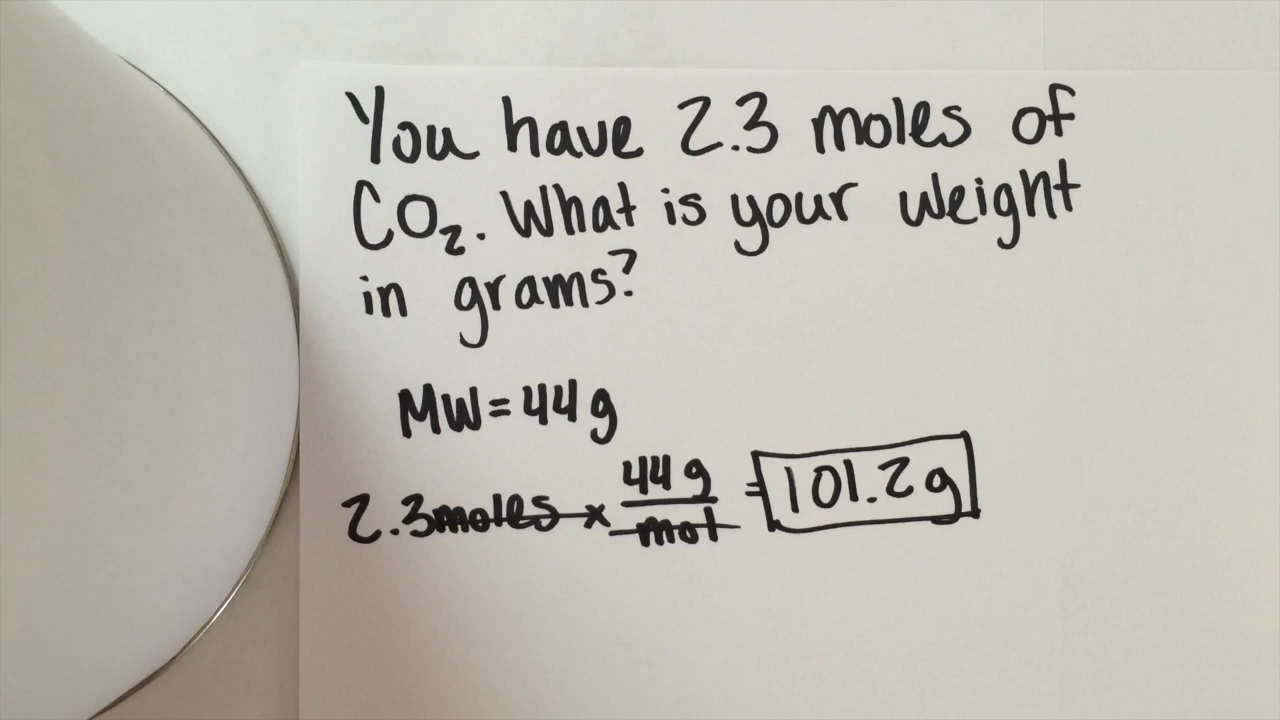 You have 2.3 moles of
CO₂. What is your weight
in grams?
MW=44g
2.3moles x 44g/mol = 101.2g